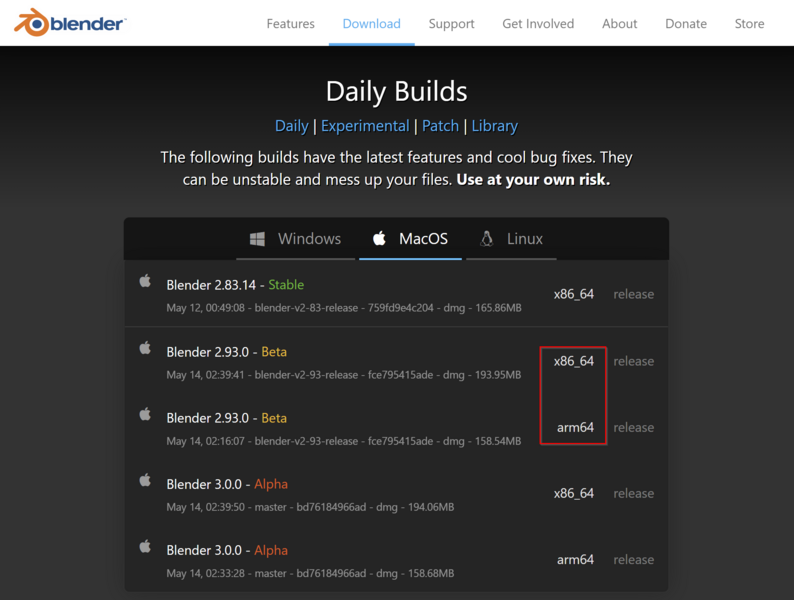 blender
Features Download Support Get Involved About Donate Store
Daily Builds
Daily | Experimental | Patch | Library
The following builds have the latest features and cool bug fixes. They
can be unstable and mess up your files. Use at your own risk.
Windows MacOS Linux
Blender 2.83.14 - Stable
x86_64 release
May 12, 00:49:08 - blender-v2-83-release - 759fd9e4c204 - dmg - 165.86MB
Blender 2.93.0 - Beta
x86_64 release
May 14, 02:39:41 - blender-v2-93-release - fce795415ade - dmg - 193.95MB
Blender 2.93.0 - Beta
arm64 release
May 14, 02:16:07 - blender-v2-93-release - fce795415ade - dmg - 158.54MB
Blender 3.0.0 - Alpha
x86_64 release
May 14, 02:39:50 - master - bd76184966ad - dmg - 194.06MB
Blender 3.0.0 - Alpha
arm64 release
May 14, 02:33:28 - master - bd76184966ad - dmg - 158.68MB